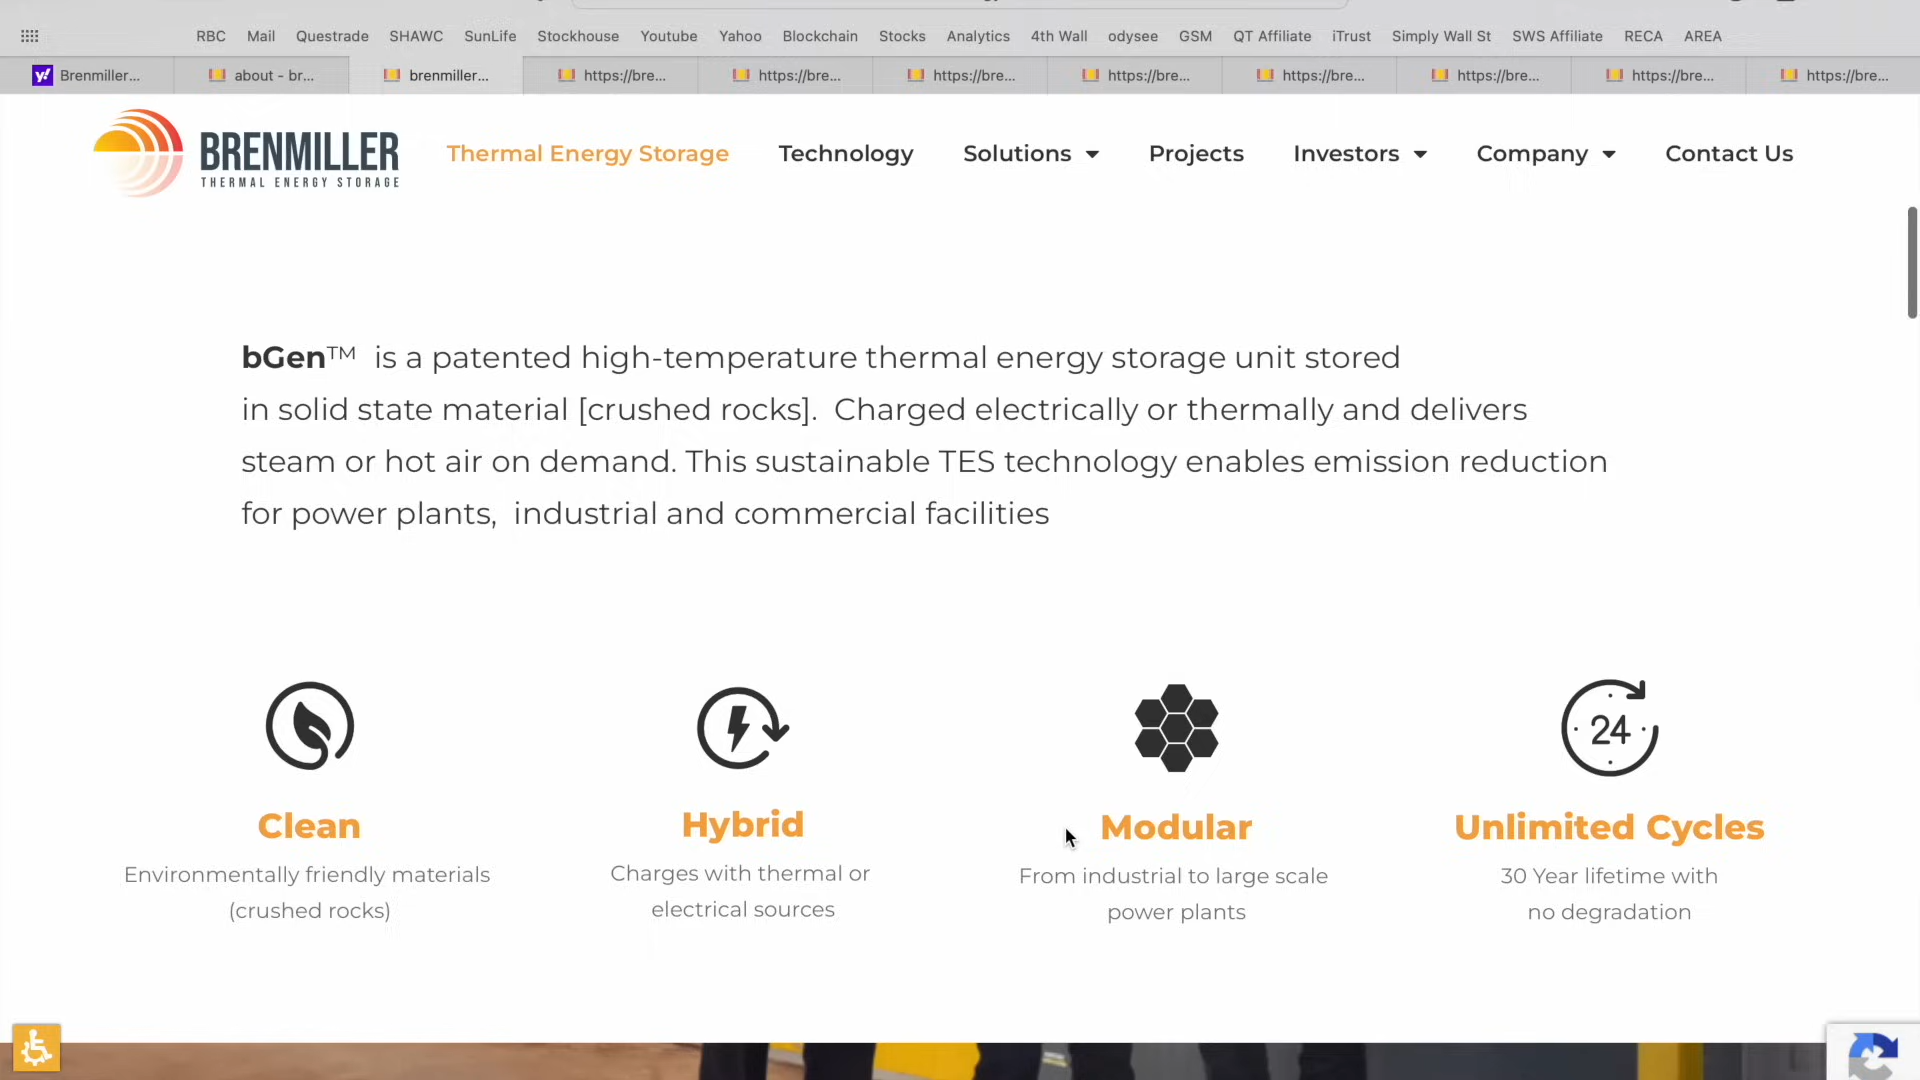 RBC Mail Questrade SHAWC SunLife Stockhouse Youtube Yahoo Blockchain Stocks Analytics 4th Wall odysee GSM QT Affiliate iTrust Simply Wall St SWS Affiliate RECA AREA
Brenmiller... about - br... brenmiller... https://bre... https://bre... https://bre... https://bre... https://bre... https://bre... https://bre... https://bre...
BRENMILLER
THERMAL ENERGY STORAGE
Thermal Energy Storage Technology Solutions Projects Investors Company Contact Us
bGen™ is a patented high-temperature thermal energy storage unit stored
in solid state material [crushed rocks]. Charged electrically or thermally and delivers
steam or hot air on demand. This sustainable TES technology enables emission reduction
for power plants, industrial and commercial facilities
24
Clean
Environmentally friendly materials
(crushed rocks)
Hybrid
Charges with thermal or
electrical sources
Modular
From industrial to large scale
power plants
Unlimited Cycles
30 Year lifetime with
no degradation